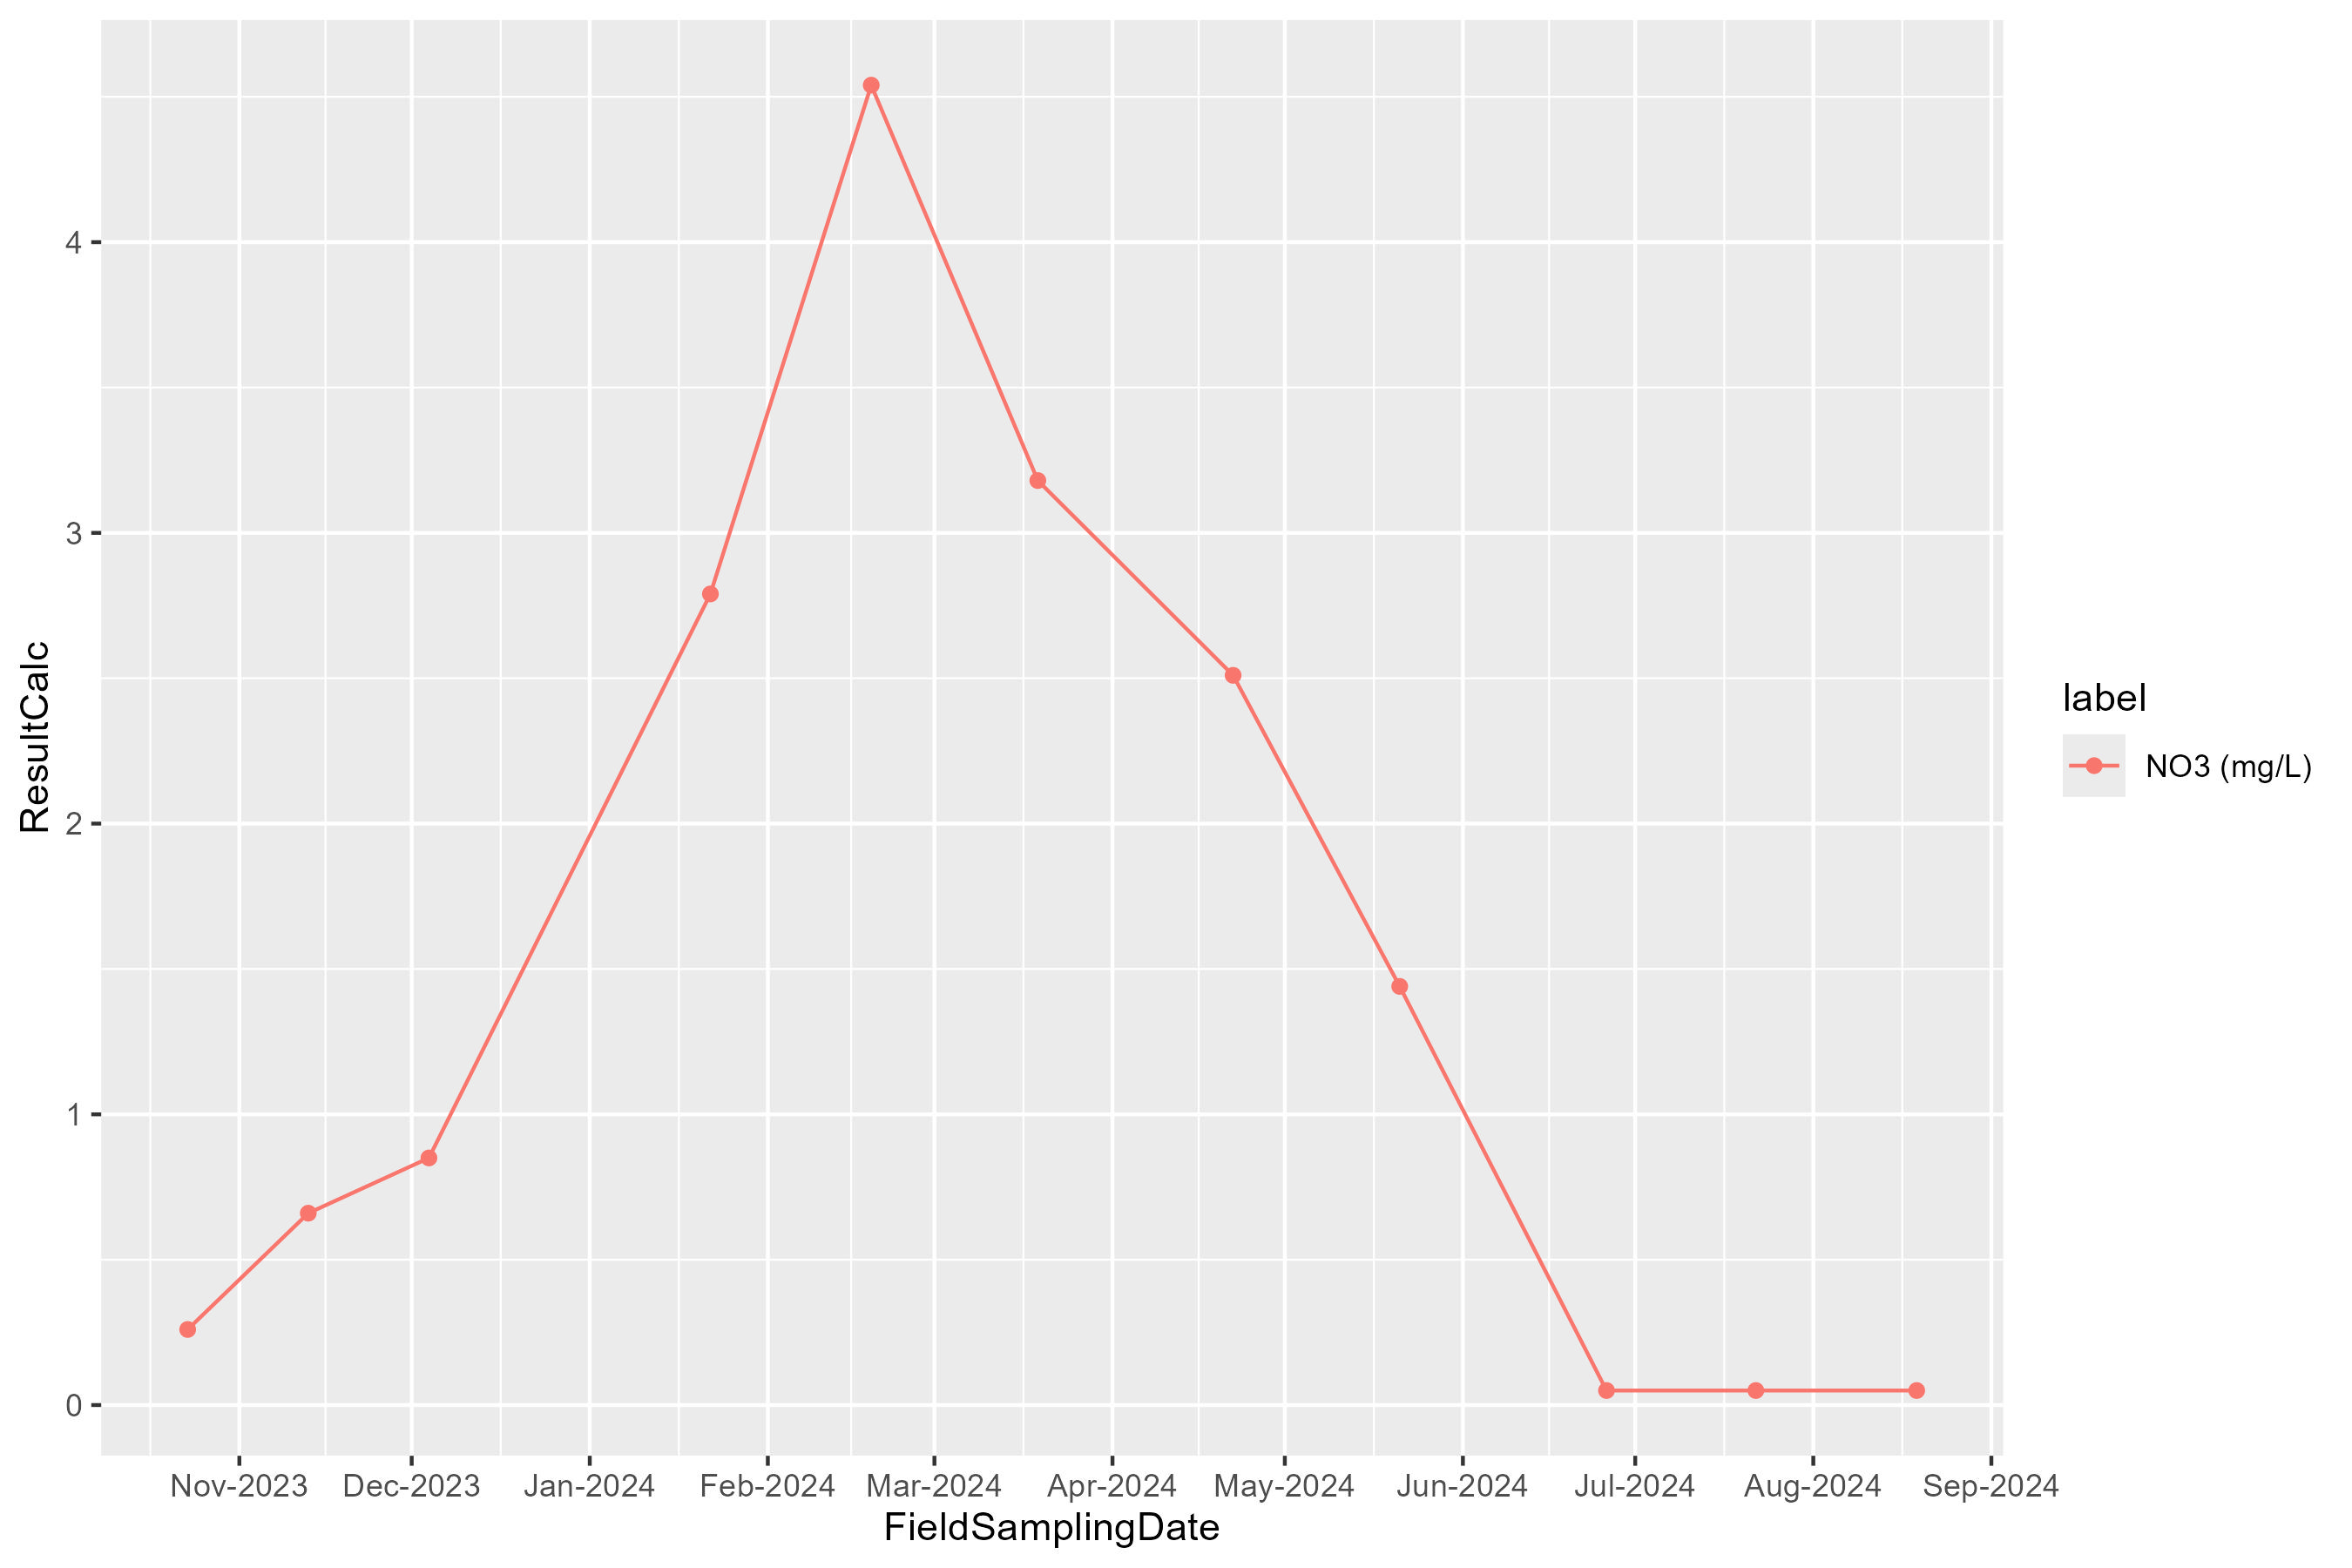 4
3
2
1
0
ResultCalc
Nov-2023 Dec-2023 Jan-2024 Feb-2024 Mar-2024 Apr-2024 May-2024 Jun-2024 Jul-2024 Aug-2024 Sep-2024
FieldSamplingDate
label
NO3 (mg/L)